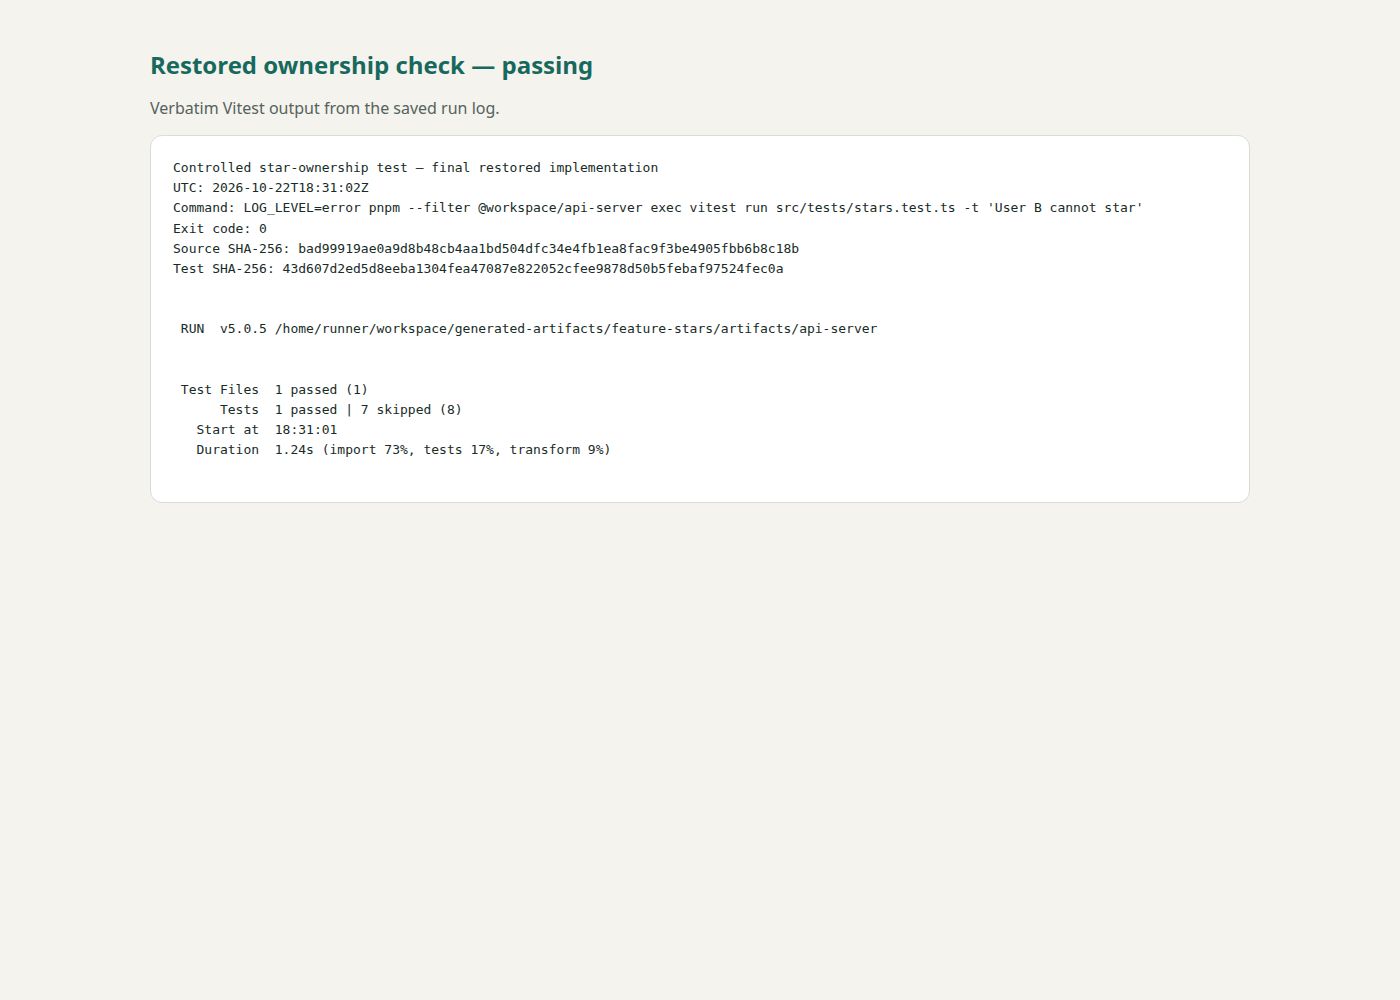 Restored ownership check — passing
Verbatim Vitest output from the saved run log.
Controlled star-ownership test — final restored implementation
UTC: 2026-10-22T18:31:02Z
Command: LOG_LEVEL=error pnpm --filter @workspace/api-server exec vitest run src/tests/stars.test.ts -t 'User B cannot star'
Exit code: 0
Source SHA-256: bad99919ae0a9d8b48cb4aa1bd504dfc34e4fb1ea8fac9f3be4905fbb6b8c18b
Test SHA-256: 43d607d2ed5d8eeba1304fea47087e822052cfee9878d50b5febaf97524fec0a
RUN  v5.0.5 /home/runner/workspace/generated-artifacts/feature-stars/artifacts/api-server
Test Files  1 passed (1)
Tests  1 passed | 7 skipped (8)
Start at  18:31:01
Duration  1.24s (import 73%, tests 17%, transform 9%)